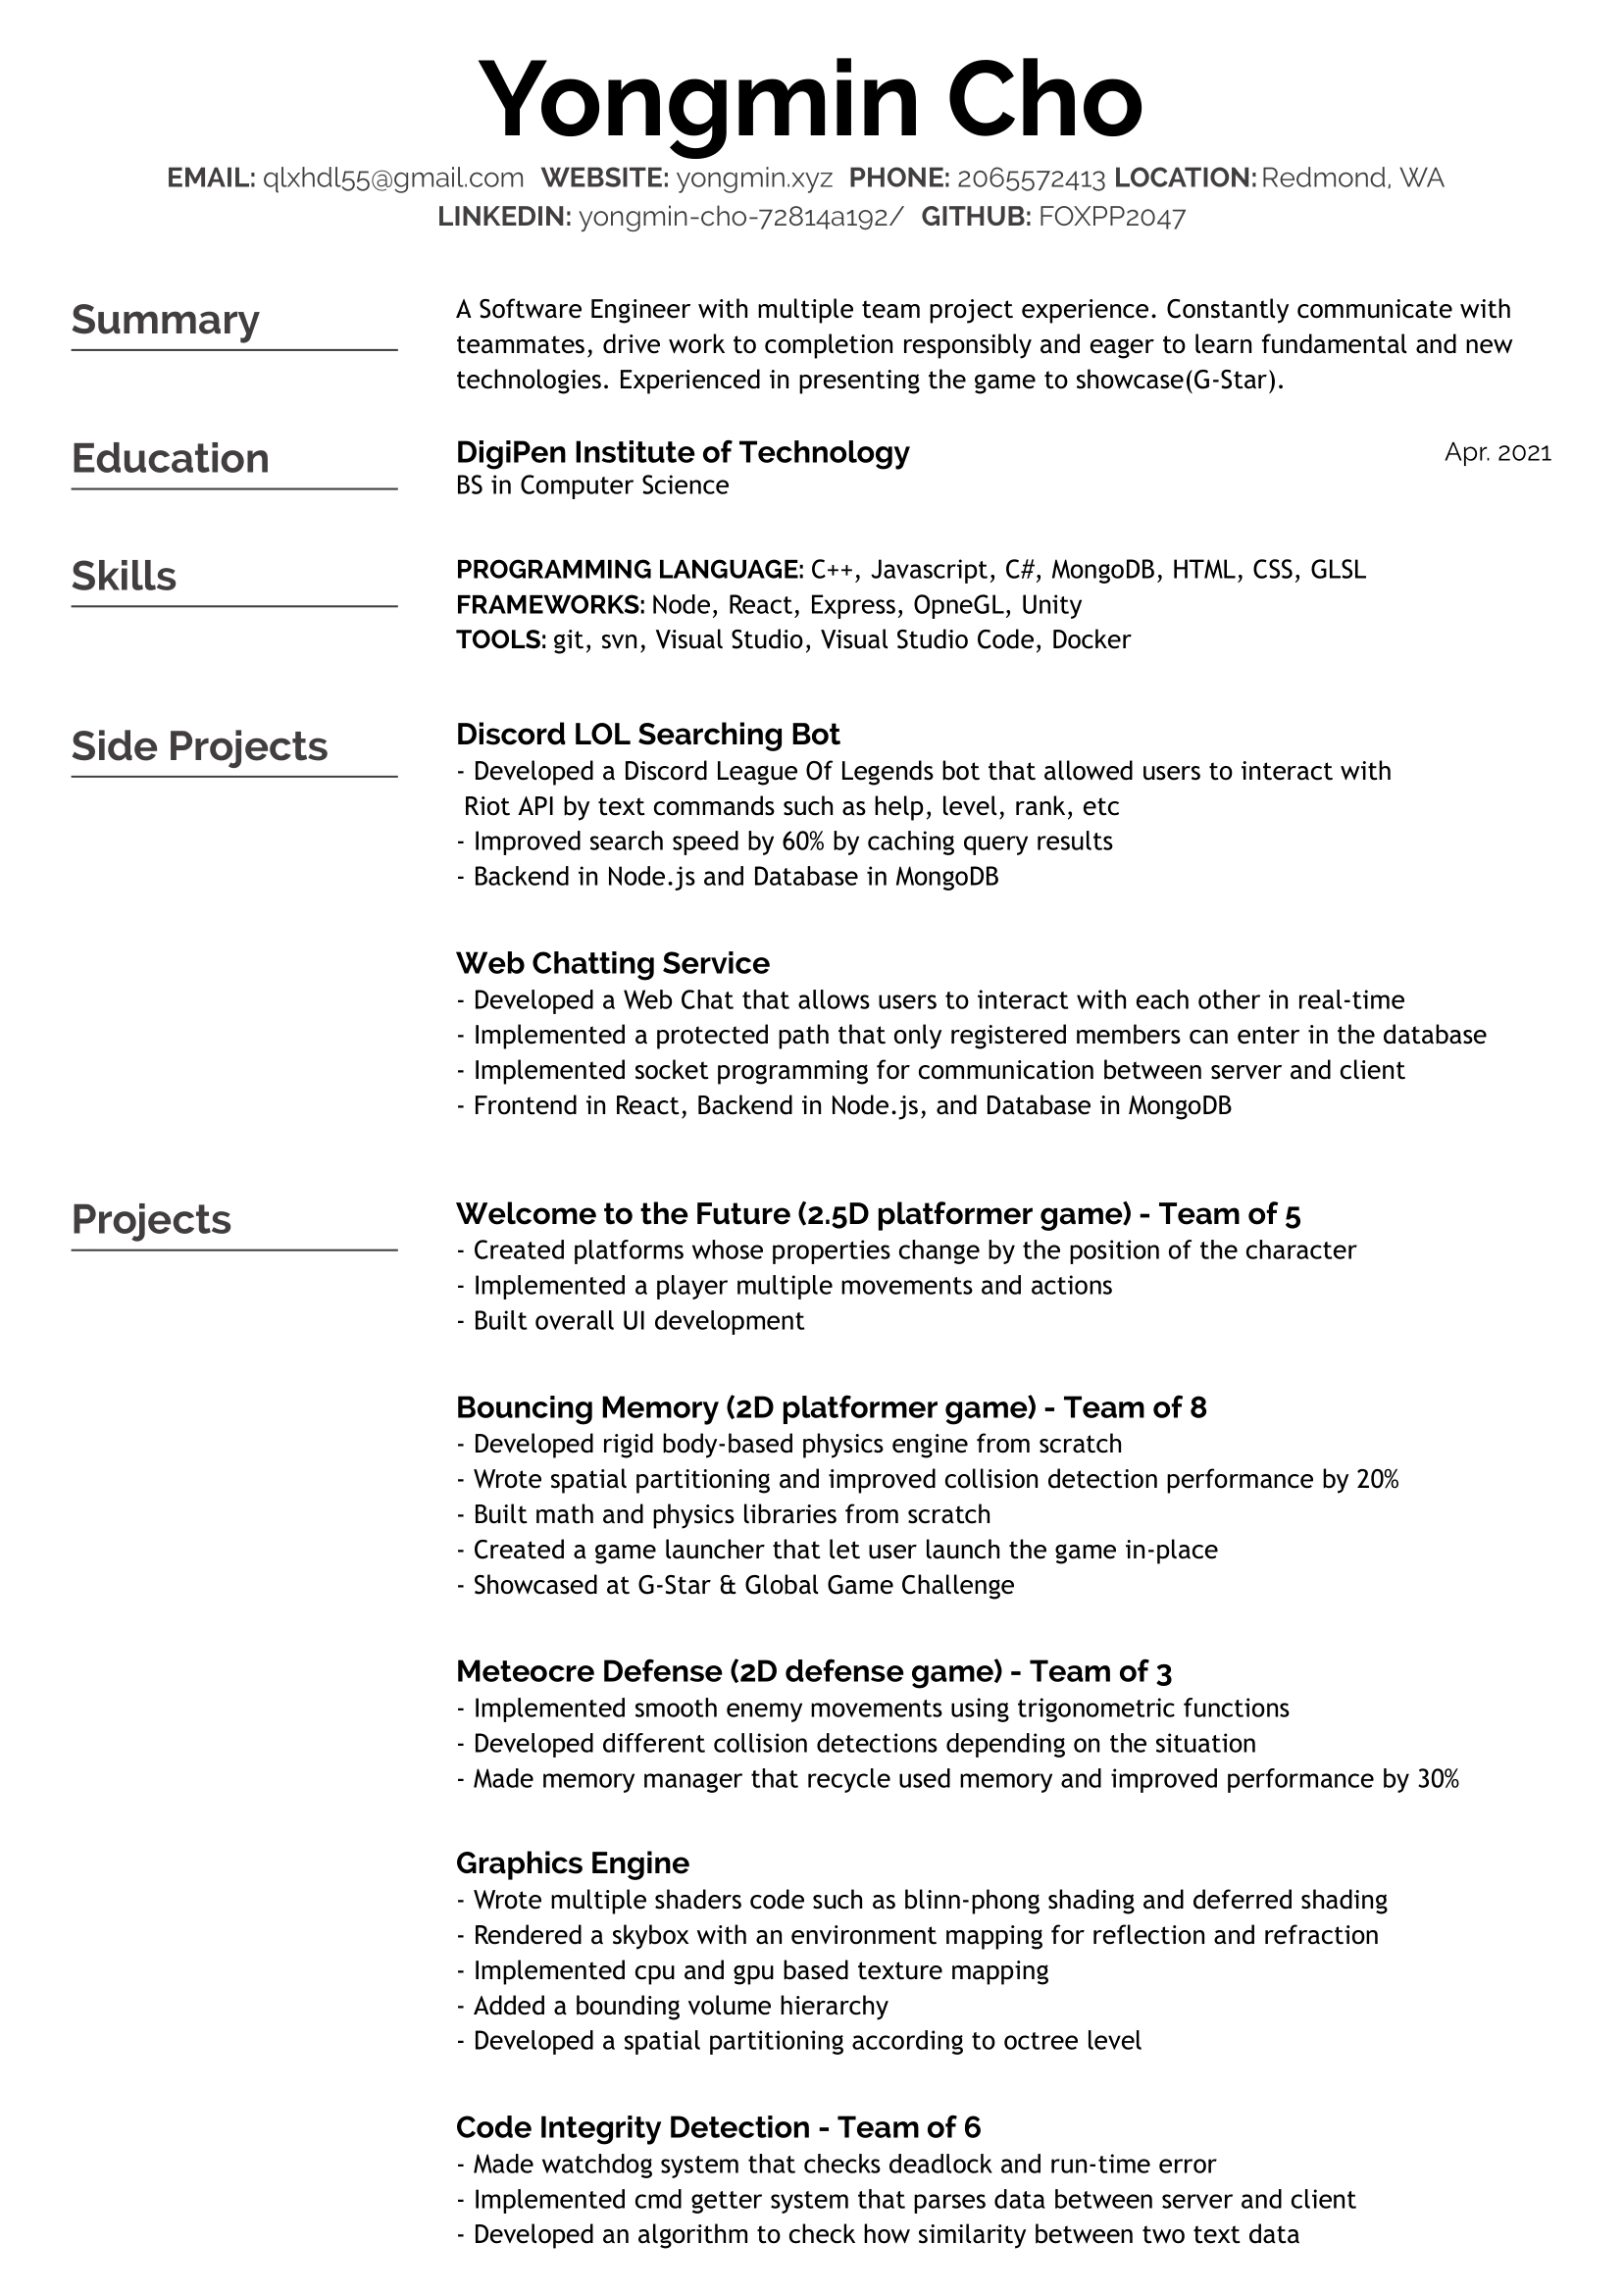 Yongmin Cho
EMAIL: qlxhdl55@gmail.com WEBSITE: yongmin.xyz PHONE: 2065572413 LOCATION: Redmond, WA
LINKEDIN: yongmin-cho-72814a192/ GITHUB: FOXPP2047
Summary
A Software Engineer with multiple team project experience. Constantly communicate with
teammates, drive work to completion responsibly and eager to learn fundamental and new
technologies. Experienced in presenting the game to showcase(G-Star).
Education
DigiPen Institute of Technology Apr. 2021
BS in Computer Science
Skills
PROGRAMMING LANGUAGE: C++, Javascript, C#, MongoDB, HTML, CSS, GLSL
FRAMEWORKS: Node, React, Express, OpneGL, Unity
TOOLS: git, svn, Visual Studio, Visual Studio Code, Docker
Side Projects
Discord LOL Searching Bot
- Developed a Discord League Of Legends bot that allowed users to interact with
Riot API by text commands such as help, level, rank, etc
- Improved search speed by 60% by caching query results
- Backend in Node.js and Database in MongoDB
Web Chatting Service
- Developed a Web Chat that allows users to interact with each other in real-time
- Implemented a protected path that only registered members can enter in the database
- Implemented socket programming for communication between server and client
- Frontend in React, Backend in Node.js, and Database in MongoDB
Projects
Welcome to the Future (2.5D platformer game) - Team of 5
- Created platforms whose properties change by the position of the character
- Implemented a player multiple movements and actions
- Built overall UI development
Bouncing Memory (2D platformer game) - Team of 8
- Developed rigid body-based physics engine from scratch
- Wrote spatial partitioning and improved collision detection performance by 20%
- Built math and physics libraries from scratch
- Created a game launcher that let user launch the game in-place
- Showcased at G-Star & Global Game Challenge
Meteocre Defense (2D defense game) - Team of 3
- Implemented smooth enemy movements using trigonometric functions
- Developed different collision detections depending on the situation
- Made memory manager that recycle used memory and improved performance by 30%
Graphics Engine
- Wrote multiple shaders code such as blinn-phong shading and deferred shading
- Rendered a skybox with an environment mapping for reflection and refraction
- Implemented cpu and gpu based texture mapping
- Added a bounding volume hierarchy
- Developed a spatial partitioning according to octree level
Code Integrity Detection - Team of 6
- Made watchdog system that checks deadlock and run-time error
- Implemented cmd getter system that parses data between server and client
- Developed an algorithm to check how similarity between two text data